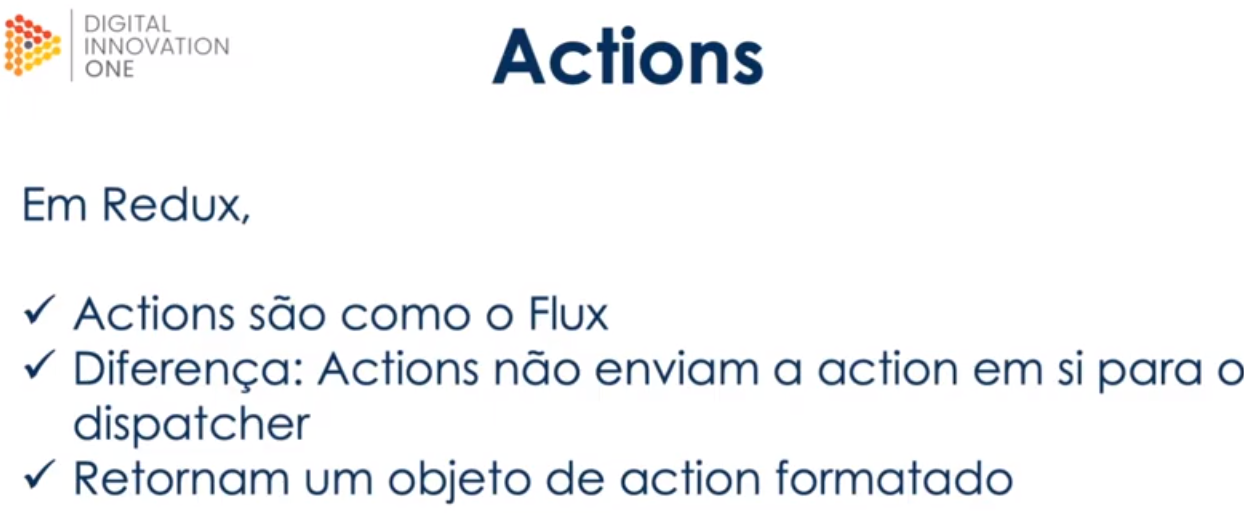 DIGITAL
INNOVATION
ONE
Actions
Em Redux,
✓ Actions são como o Flux
✓ Diferença: Actions não enviam a action em si para o
dispatcher
✓ Retornam um objeto de action formatado